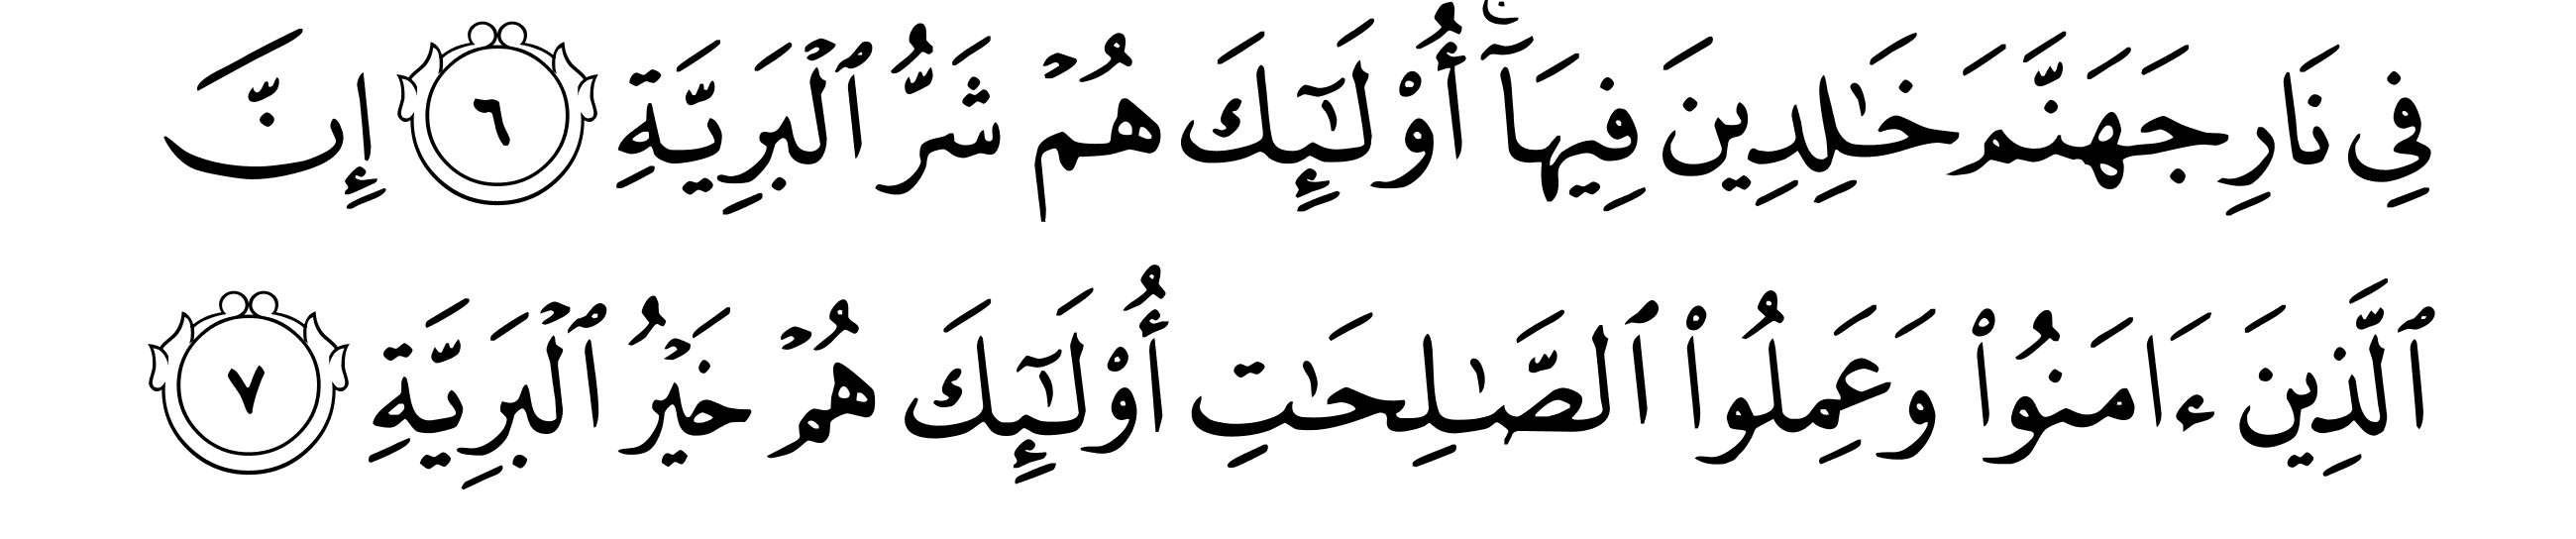 فِي نَارِ جَهَنَّمَ خَـٰلِدِينَ فِيهَآ ۚ أُو۟لَـٰٓئِكَ هُمْ شَرُّ ٱلْبَرِيَّةِ ٦ إِنَّ
ٱلَّذِينَ ءَامَنُوا۟ وَعَمِلُوا۟ ٱلصَّـٰلِحَـٰتِ أُو۟لَـٰٓئِكَ هُمْ خَيْرُ ٱلْبَرِيَّةِ ٧